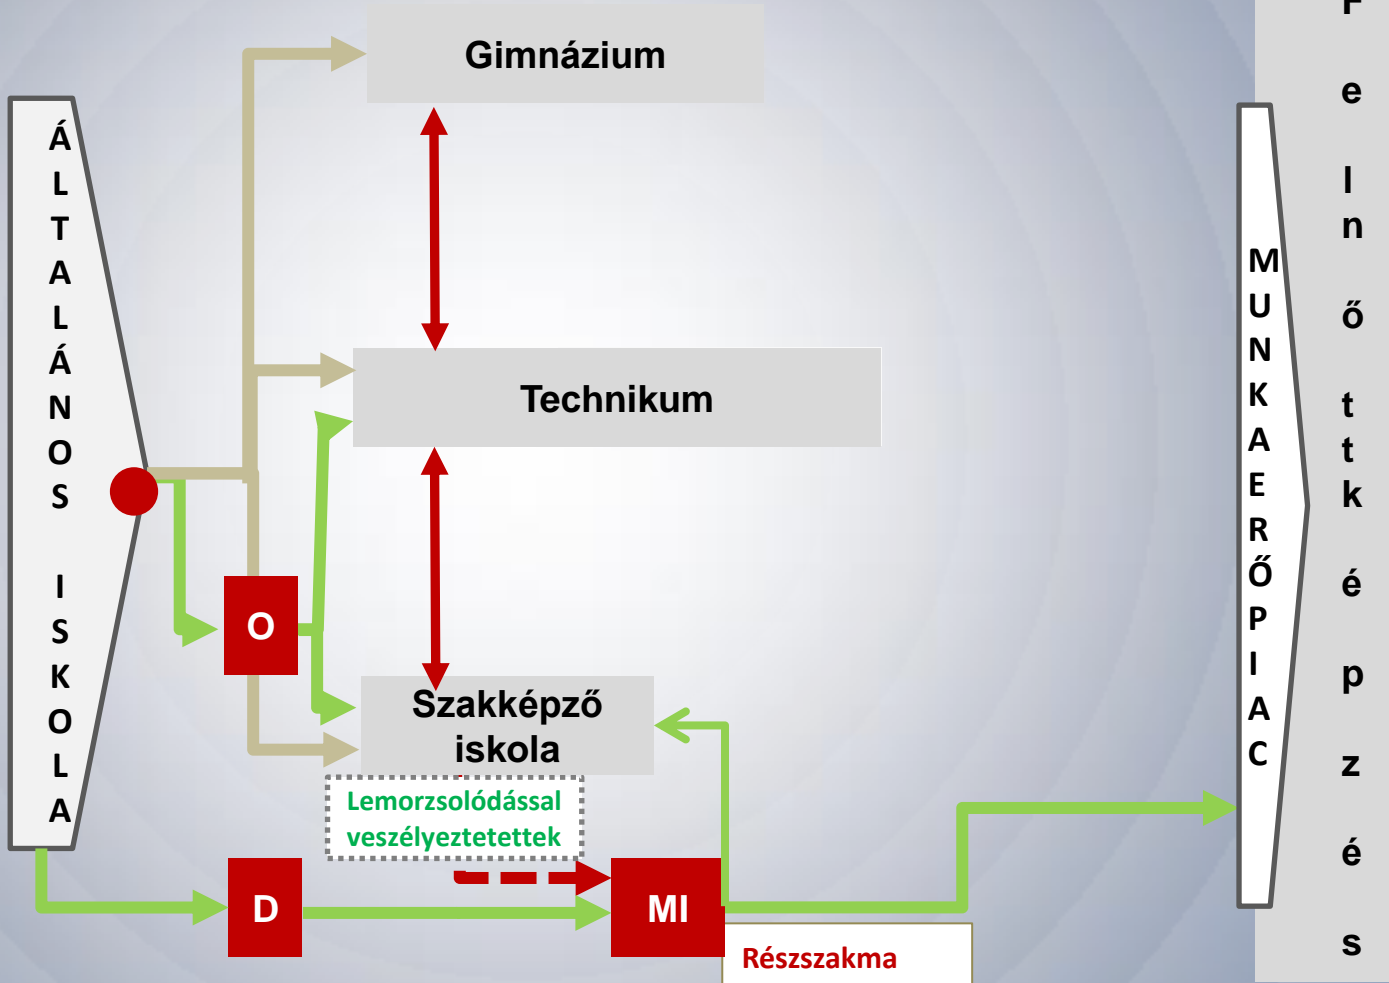 Gimnázium
ÁLTALÁNOS ISKOLA
Technikum
O
Szakképző
iskola
Lemorzsolódással
veszélyeztetettek
D
MI
Részszakma
MUNKAERŐPIAC
Felnőttképzés